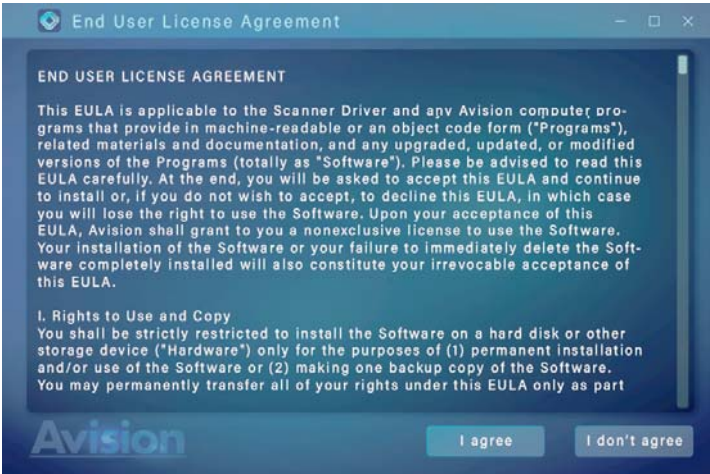 End User License Agreement
END USER LICENSE AGREEMENT
This EULA is applicable to the Scanner Driver and any Avision computer pro-
grams that provide in machine-readable or an object code form ("Programs"),
related materials and documentation, and any upgraded, updated, or modified
versions of the Programs (totally as "Software"). Please be advised to read this
EULA carefully. At the end, you will be asked to accept this EULA and continue
to install or, if you do not wish to accept, to decline this EULA, in which case
you will lose the right to use the Software. Upon your acceptance of this
EULA, Avision shall grant to you a nonexclusive license to use the Software.
Your installation of the Software or your failure to immediately delete the Soft-
ware completely installed will also constitute your irrevocable acceptance of
this EULA.
I. Rights to Use and Copy
You shall be strictly restricted to install the Software on a hard disk or other
storage device ("Hardware") only for the purposes of (1) permanent installation
and/or use of the Software or (2) making one backup copy of the Software.
You may permanently transfer all of your rights under this EULA only as part
Avision
I agree
I don't agree